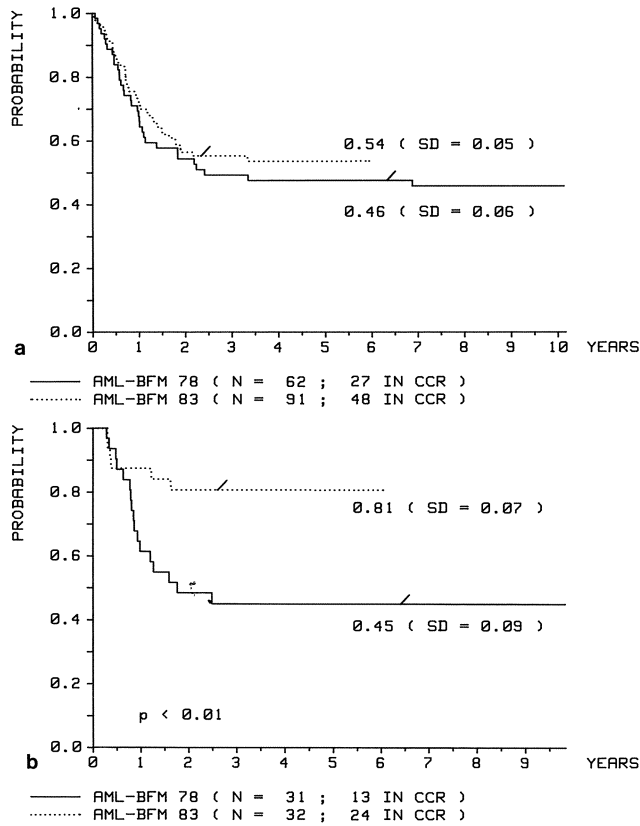 PROBABILITY
1.0
0.8
0.6
0.4
0.2
0.0
0.54 ( SD = 0.05 )
0.46 ( SD = 0.06 )
0 1 2 3 4 5 6 7 8 9 10 YEARS
a
AML-BFM 78 ( N = 62 ; 27 IN CCR )
AML-BFM 83 ( N = 91 ; 48 IN CCR )
PROBABILITY
1.0
0.8
0.6
0.4
0.2
0.0
0.81 ( SD = 0.07 )
0.45 ( SD = 0.09 )
p < 0.01
0 1 2 3 4 5 6 7 8 9 YEARS
b
AML-BFM 78 ( N = 31 ; 13 IN CCR )
AML-BFM 83 ( N = 32 ; 24 IN CCR )